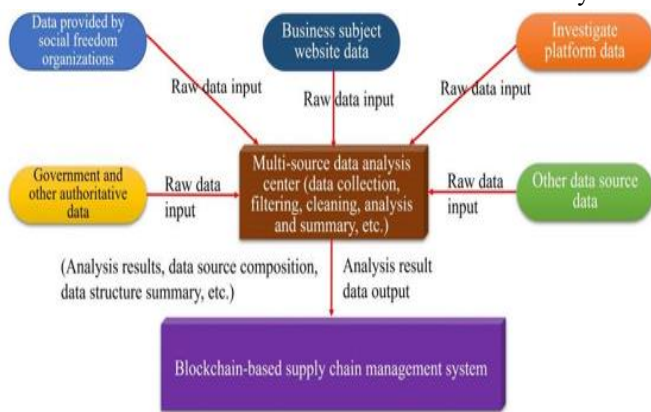 Data provided by
social freedom
organizations
Business subject
website data
Investigate
platform data
Raw data input
Raw data input
Raw data input
Government and
other authoritative
data
Raw data
input
Multi-source data analysis
center (data collection,
filtering, cleaning, analysis
and summary, etc.)
Raw data
input
Other data source
data
(Analysis results, data source composition,
data structure summary, etc.)
Analysis result
data output
Blockchain-based supply chain management system